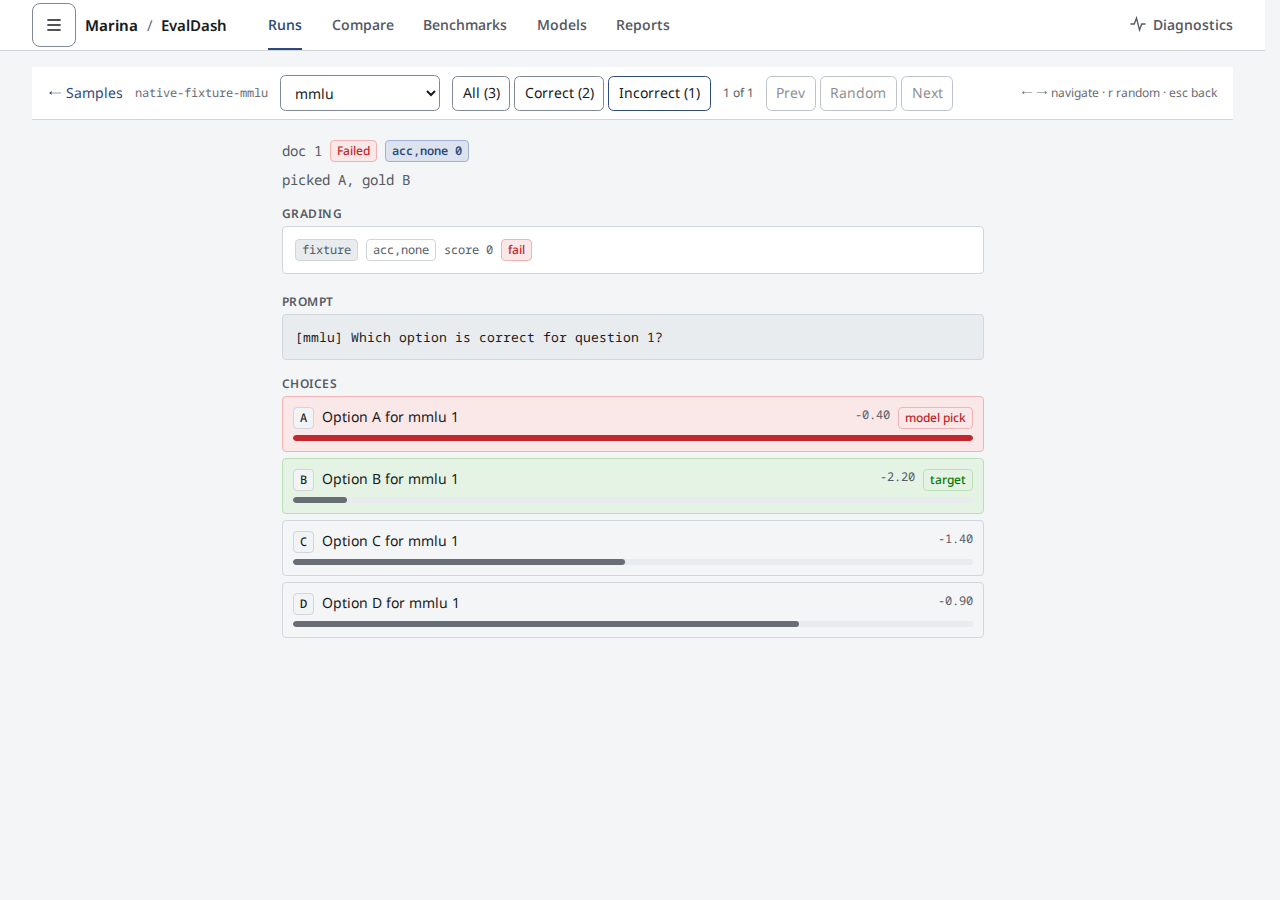 Marina / EvalDash Runs Compare Benchmarks Models Reports Diagnostics
← Samples native-fixture-mmlu mmlu All (3) Correct (2) Incorrect (1) 1 of 1 Prev Random Next ← → navigate · r random · esc back
doc 1 Failed acc,none 0
picked A, gold B
GRADING
fixture acc,none score 0 fail
PROMPT
[mmlu] Which option is correct for question 1?
CHOICES
A Option A for mmlu 1 -0.40 model pick
B Option B for mmlu 1 -2.20 target
C Option C for mmlu 1 -1.40
D Option D for mmlu 1 -0.90